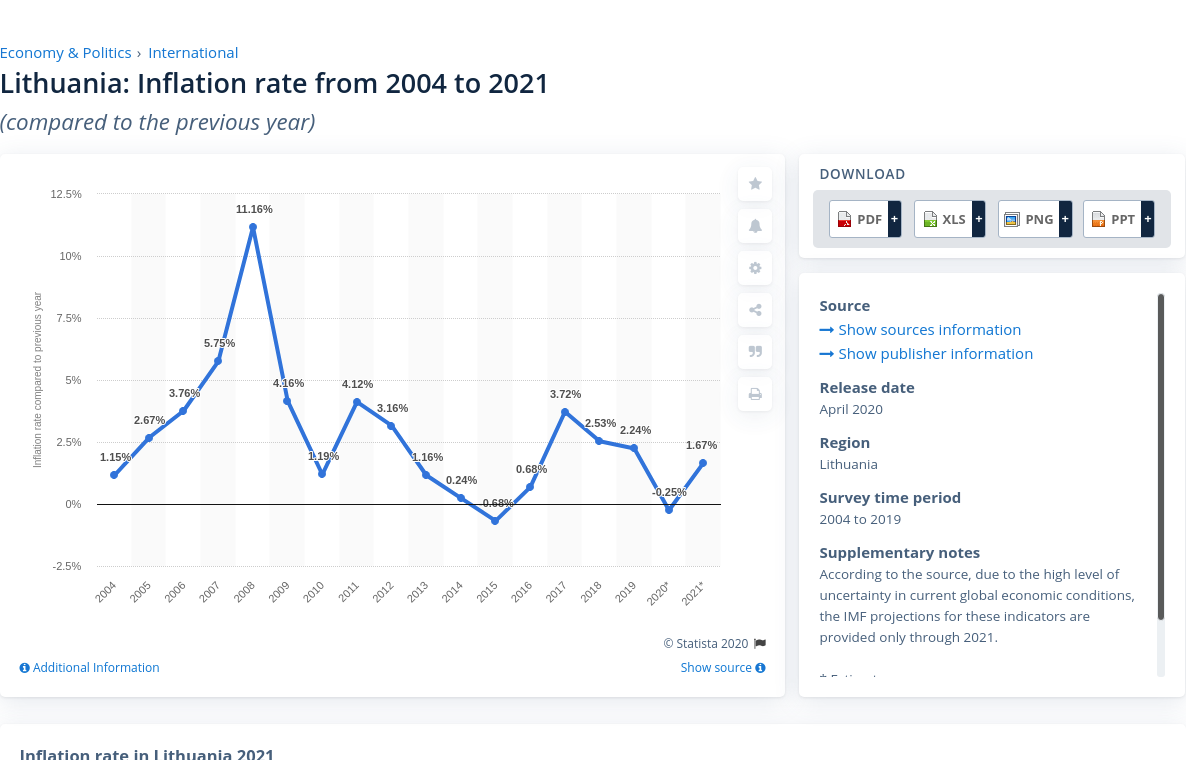 Economy & Politics › International
Lithuania: Inflation rate from 2004 to 2021
(compared to the previous year)
Inflation rate compared to previous year
12.5%
10%
7.5%
5%
2.5%
0%
-2.5%
1.15%
2.67%
3.76%
5.75%
11.16%
4.16%
1.19%
4.12%
3.16%
1.16%
0.24%
0.68%
0.68%
3.72%
2.53%
2.24%
-0.25%
1.67%
2004
2005
2006
2007
2008
2009
2010
2011
2012
2013
2014
2015
2016
2017
2018
2019
2020*
2021*
© Statista 2020
Additional Information
Show source
DOWNLOAD
PDF +
XLS +
PNG +
PPT +
Source
Show sources information
Show publisher information
Release date
April 2020
Region
Lithuania
Survey time period
2004 to 2019
Supplementary notes
According to the source, due to the high level of
uncertainty in current global economic conditions,
the IMF projections for these indicators are
provided only through 2021.
Inflation rate in Lithuania 2021